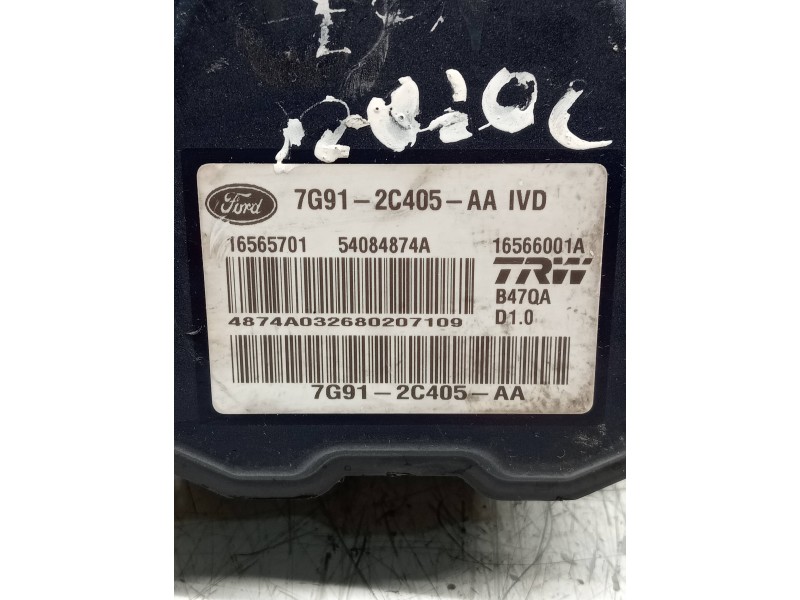 Ford 7G91-2C405-AA IVD
16565701 54084874A 16566001A
TRW
B47QA
4874A032680207109 D1.0
7G91-2C405-AA